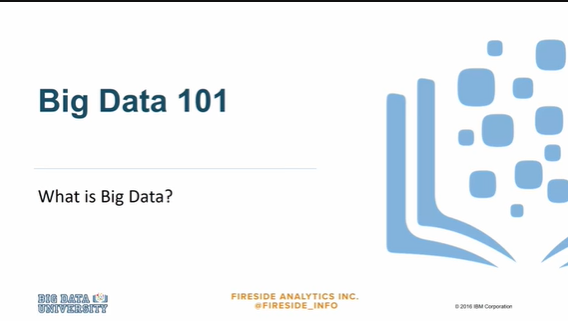 Big Data 101
What is Big Data?
BIG DATA
UNIVERSITY
FIRESIDE ANALYTICS INC.
@FIRESIDE_INFO
© 2016 IBM Corporation